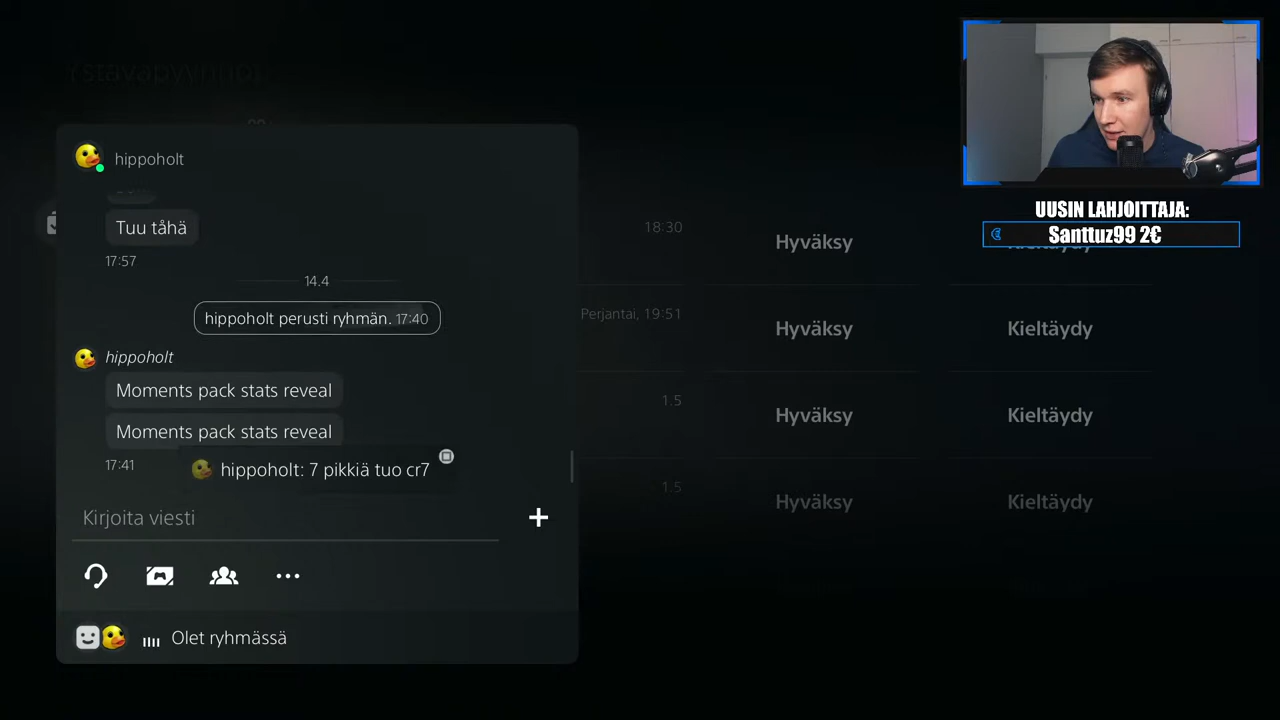 hippoholt
Tuu tåhä
17:57
14.4
hippoholt perusti ryhmän. 17:40
hippoholt
Moments pack stats reveal
Moments pack stats reveal
17:41
hippoholt: 7 pikkiä tuo cr7
Kirjoita viesti
Olet ryhmässä
18:30
Hyväksy
Perjantai, 19:51
Hyväksy
Kieltäydy
1.5
Hyväksy
Kieltäydy
1.5
Hyväksy
Kieltäydy
UUSIN LAHJOITTAJA:
Santtuz99 2€